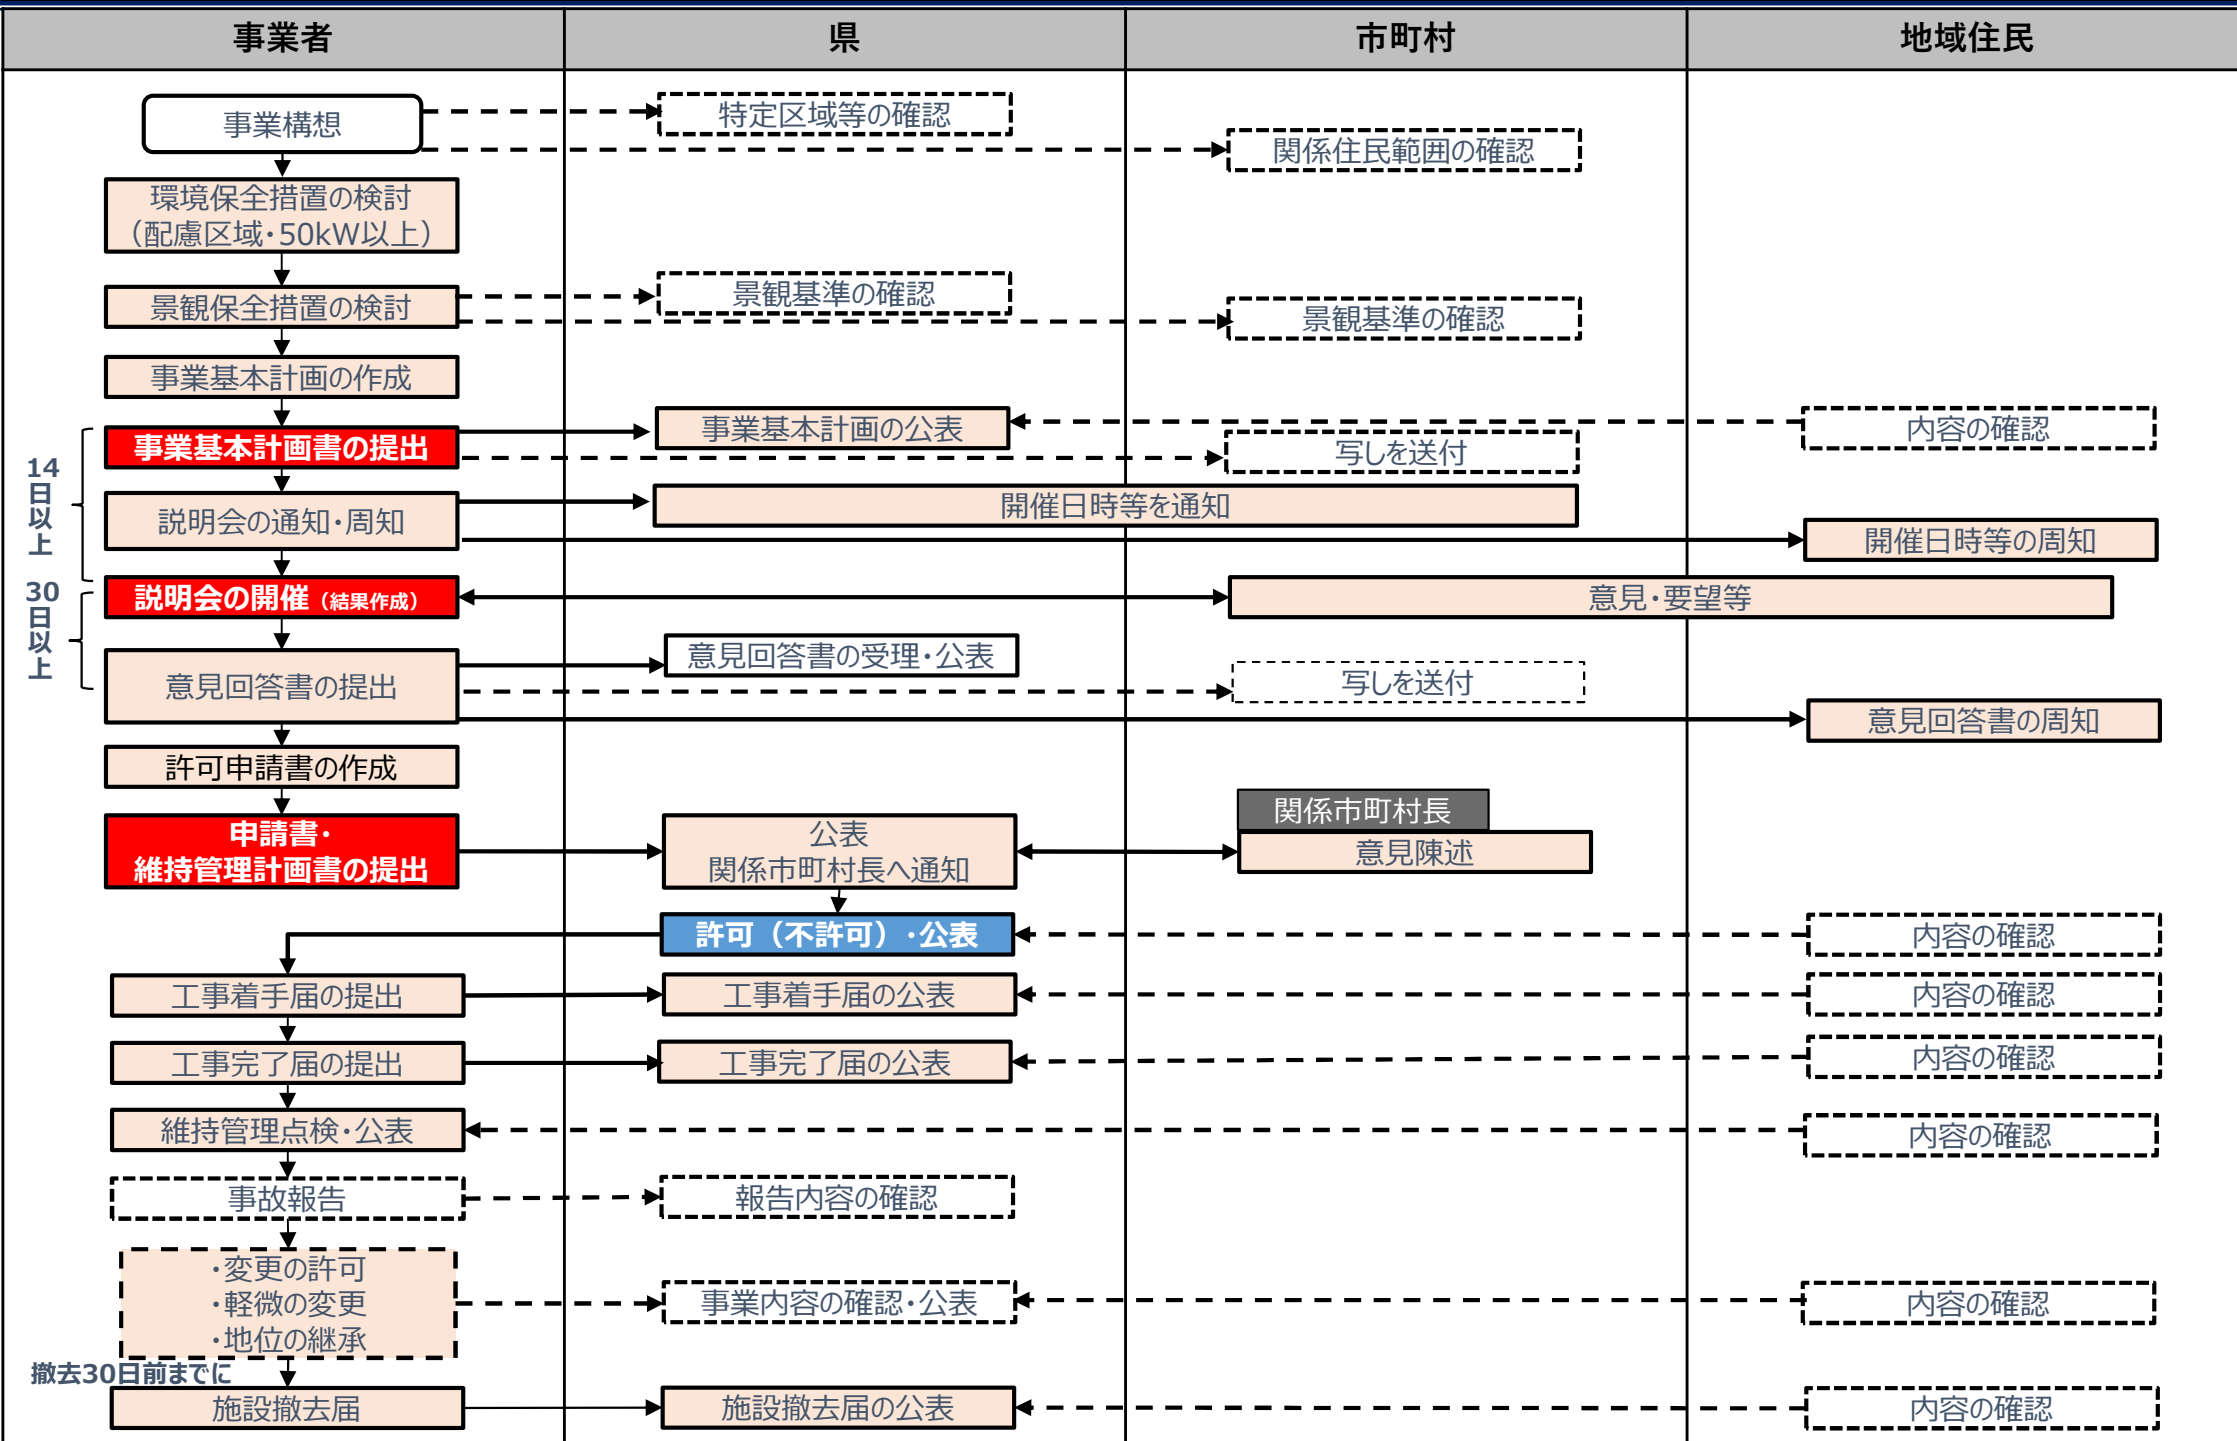 事業者
県
市町村
地域住民
事業構想
特定区域等の確認
関係住民範囲の確認
環境保全措置の検討
（配慮区域・50kW以上）
景観保全措置の検討
景観基準の確認
景観基準の確認
事業基本計画の作成
事業基本計画書の提出
事業基本計画の公表
内容の確認
写しを送付
14
日
以
上
説明会の通知・周知
開催日時等を通知
開催日時等の周知
30
日
以
上
説明会の開催（結果作成）
意見・要望等
意見回答書の提出
意見回答書の受理・公表
写しを送付
意見回答書の周知
許可申請書の作成
関係市町村長
申請書・
維持管理計画書の提出
公表
関係市町村長へ通知
意見陳述
許可（不許可）・公表
内容の確認
工事着手届の提出
工事着手届の公表
内容の確認
工事完了届の提出
工事完了届の公表
内容の確認
維持管理点検・公表
内容の確認
事故報告
報告内容の確認
・変更の許可
・軽微の変更
・地位の継承
事業内容の確認・公表
内容の確認
撤去30日前までに
施設撤去届
施設撤去届の公表
内容の確認